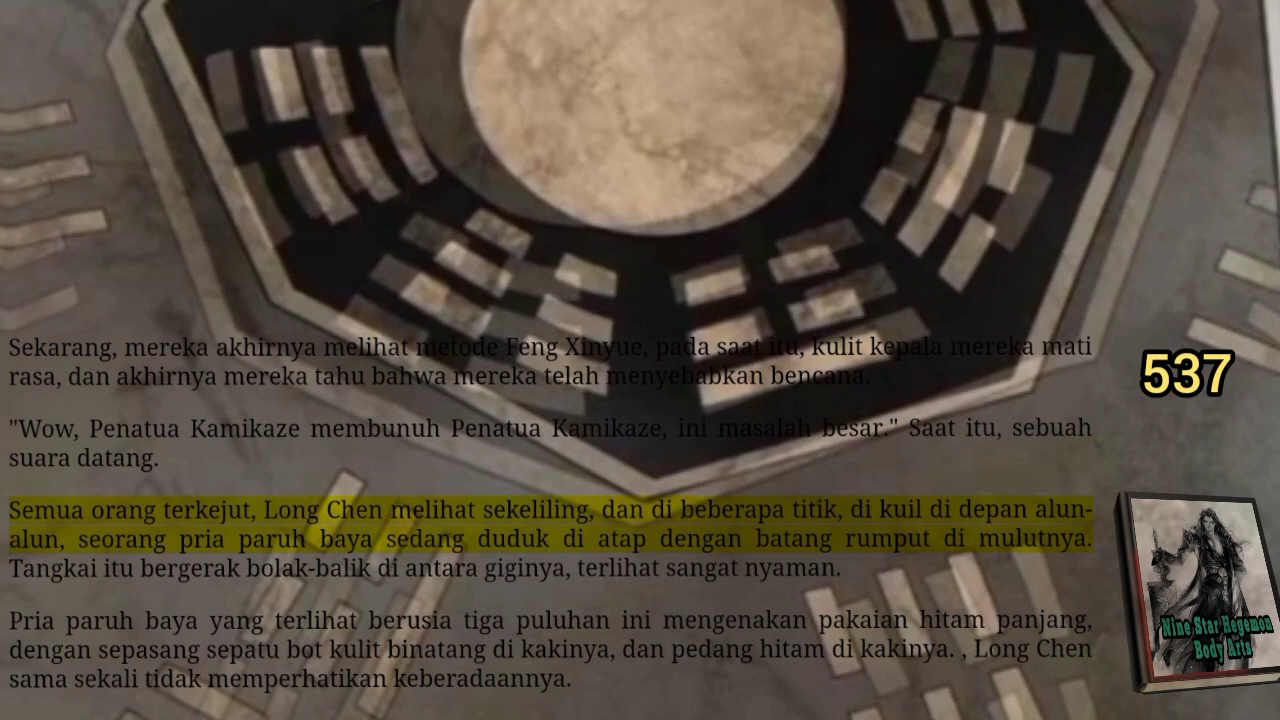 Sekarang, mereka akhirnya melihat metode Feng Xinyue, pada saat itu, kulit kepala mereka mati
rasa, dan akhirnya mereka tahu bahwa mereka telah menyebabkan bencana.
"Wow, Penatua Kamikaze membunuh Penatua Kamikaze, ini masalah besar." Saat itu, sebuah
suara datang.
Semua orang terkejut, Long Chen melihat sekeliling, dan di beberapa titik, di kuil di depan alun-
alun, seorang pria paruh baya sedang duduk di atap dengan batang rumput di mulutnya.
Tangkai itu bergerak bolak-balik di antara giginya, terlihat sangat nyaman.
Pria paruh baya yang terlihat berusia tiga puluhan ini mengenakan pakaian hitam panjang,
dengan sepasang sepatu bot kulit binatang di kakinya, dan pedang hitam di kakinya. , Long Chen
sama sekali tidak memperhatikan keberadaannya.
537
Nine Star Hegemon
Body Arts